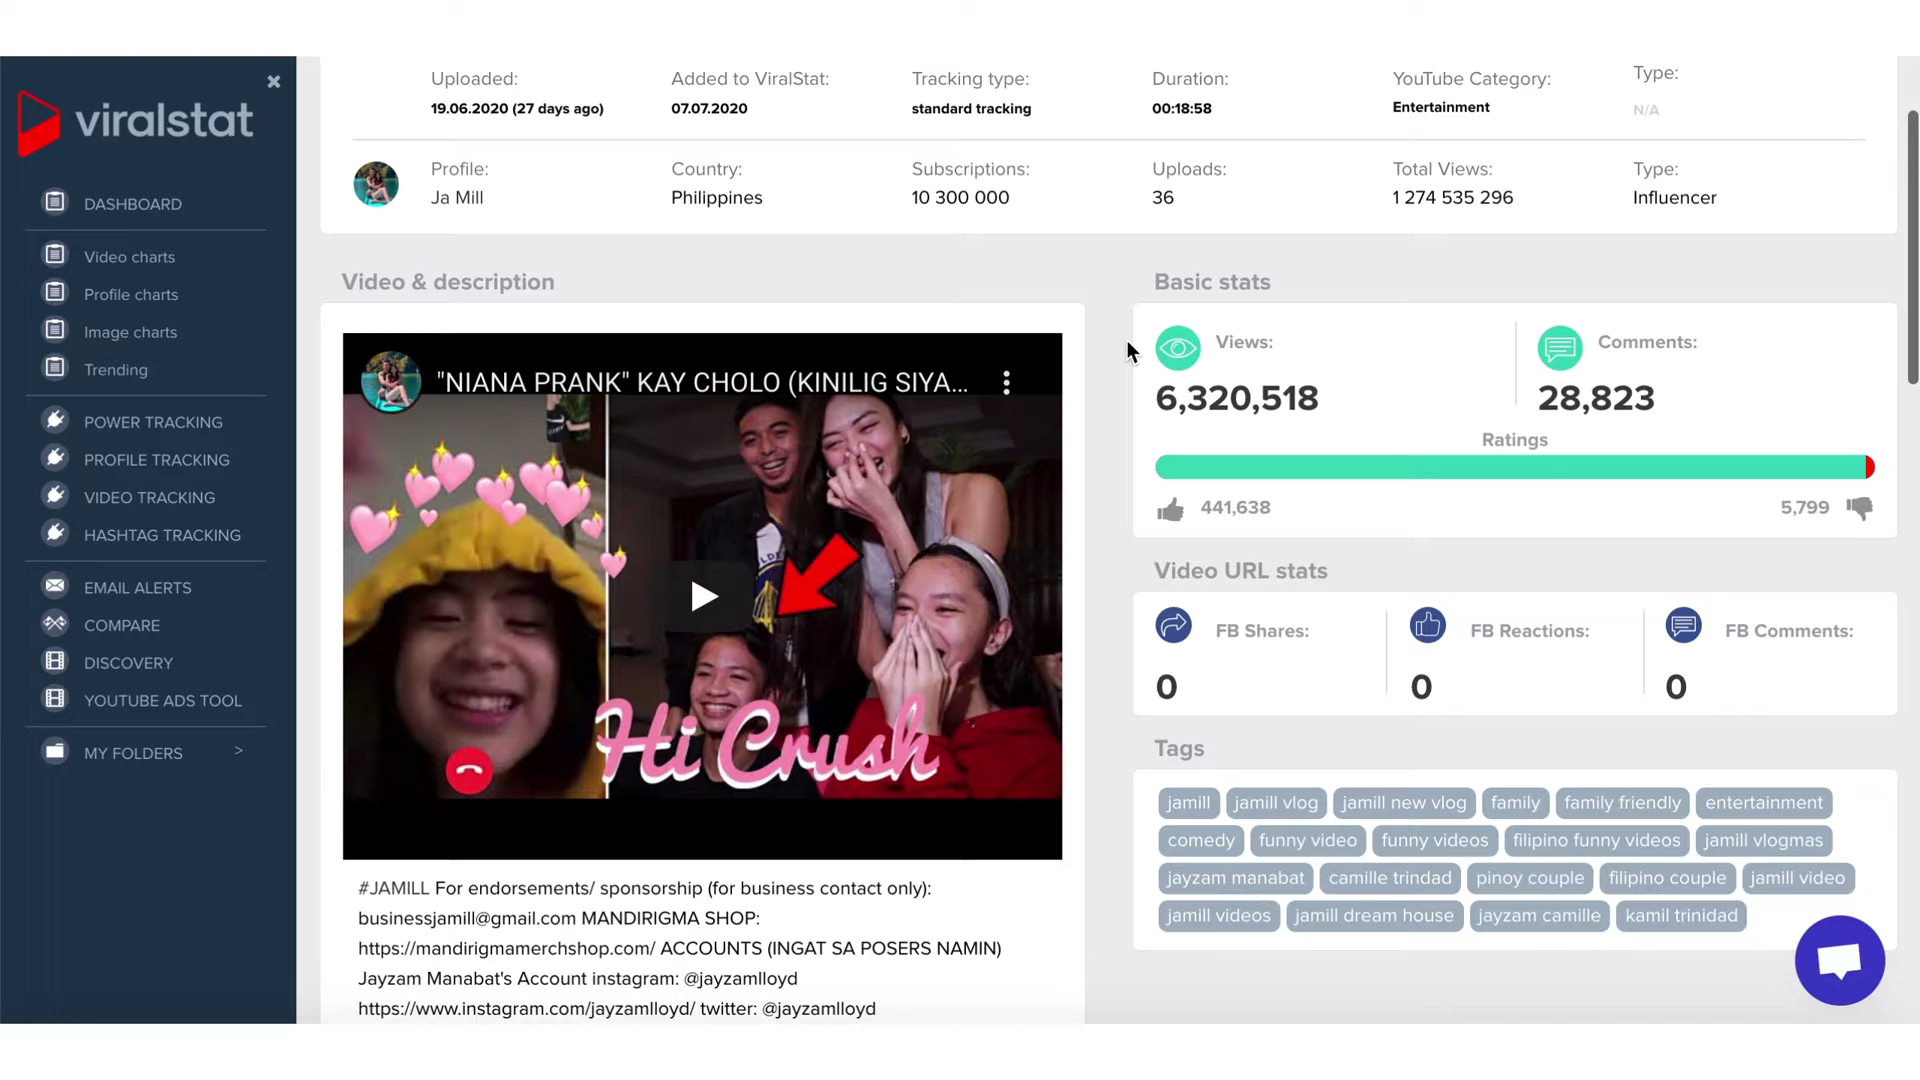 viralstat
DASHBOARD
Video charts
Profile charts
Image charts
Trending
POWER TRACKING
PROFILE TRACKING
VIDEO TRACKING
HASHTAG TRACKING
EMAIL ALERTS
COMPARE
DISCOVERY
YOUTUBE ADS TOOL
MY FOLDERS >
Uploaded: Added to ViralStat: Tracking type: Duration: YouTube Category: Type:
19.06.2020 (27 days ago) 07.07.2020 standard tracking 00:18:58 Entertainment N/A
Profile: Country: Subscriptions: Uploads: Total Views: Type:
Ja Mill Philippines 10 300 000 36 1 274 535 296 Influencer
Video & description
"NIANA PRANK" KAY CHOLO (KINILIG SIYA...
Hi Crush
#JAMILL For endorsements/ sponsorship (for business contact only):
businessjamill@gmail.com MANDIRIGMA SHOP:
https://mandirigmamerchshop.com/ ACCOUNTS (INGAT SA POSERS NAMIN)
Jayzam Manabat's Account instagram: @jayzamlloyd
https://www.instagram.com/jayzamlloyd/ twitter: @jayzamlloyd
Basic stats
Views: Comments:
6,320,518 28,823
Ratings
441,638 5,799
Video URL stats
FB Shares: FB Reactions: FB Comments:
0 0 0
Tags
jamill jamill vlog jamill new vlog family family friendly entertainment
comedy funny video funny videos filipino funny videos jamill vlogmas
jayzam manabat camille trindad pinoy couple filipino couple jamill video
jamill videos jamill dream house jayzam camille kamil trinidad